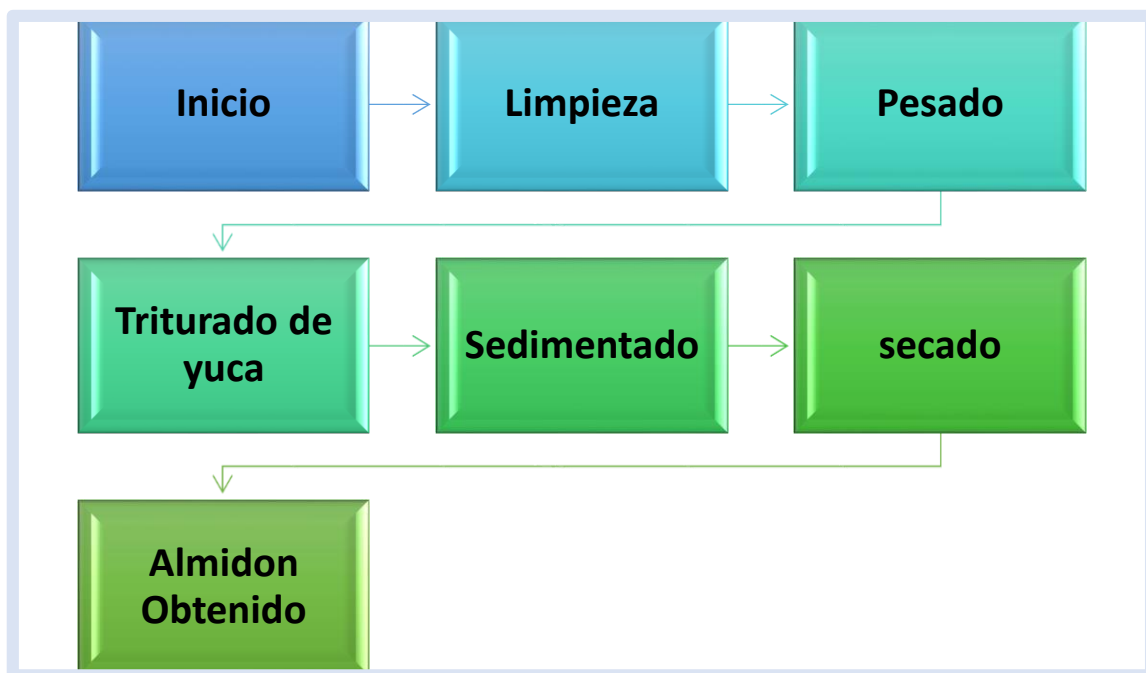 Inicio
Limpieza
Pesado
Triturado de
yuca
Sedimentado
secado
Almidon
Obtenido